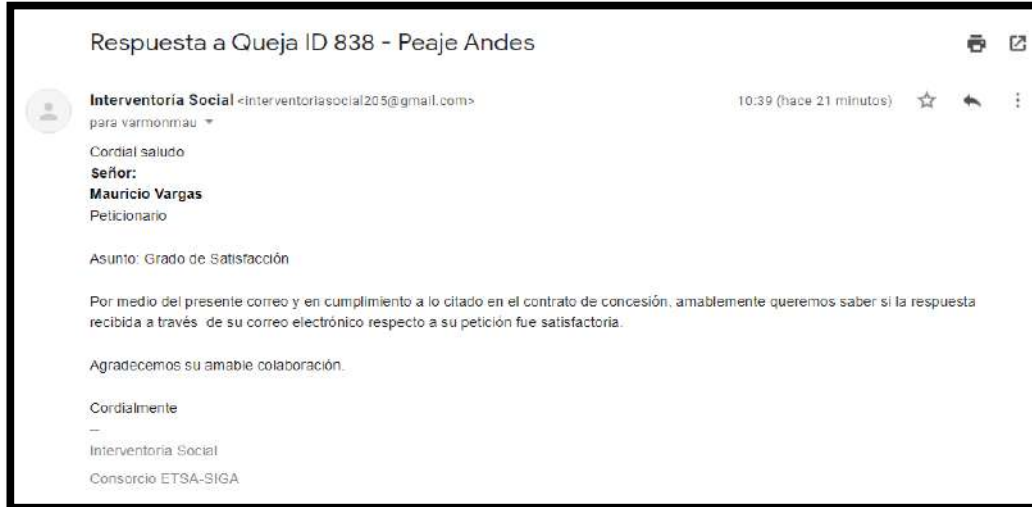 Respuesta a Queja ID 838 - Peaje Andes
Interventoría Social <interventoriasocial205@gmail.com>
10:39 (hace 21 minutos)
para varmonmau
Cordial saludo
Señor:
Mauricio Vargas
Peticionario
Asunto: Grado de Satisfacción
Por medio del presente correo y en cumplimiento a lo citado en el contrato de concesión, amablemente queremos saber si la respuesta
recibida a través de su correo electrónico respecto a su petición fue satisfactoria.
Agradecemos su amable colaboración.
Cordialmente
--
Interventoría Social
Consorcio ETSA-SIGA